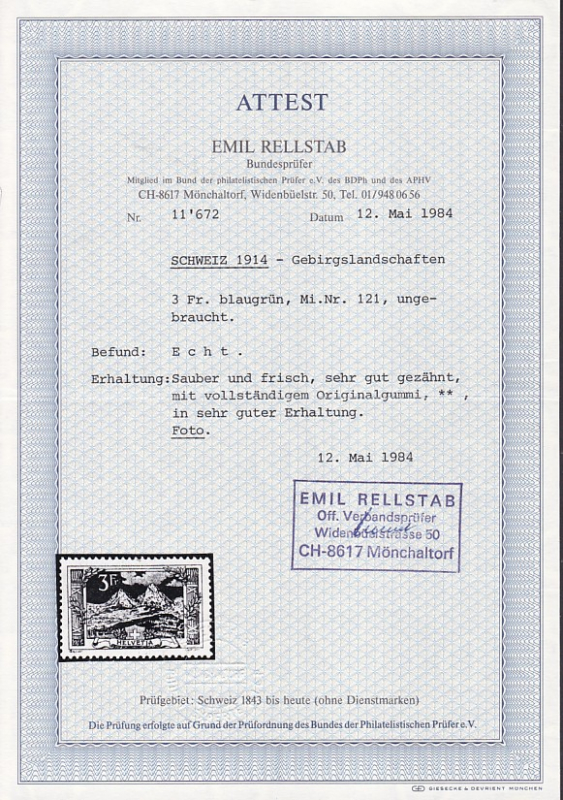 ATTEST
EMIL RELLSTAB
Bundesprüfer
Mitglied im Bund der philatelistischen Prüfer e.V. des BDPh und des APHV
CH-8617 Mönchaltorf, Widenbüelstr. 50, Tel. 01/948 06 56
Nr. 11'672 Datum 12. Mai 1984
SCHWEIZ 1914 - Gebirgslandschaften
3 Fr. blaugrün, Mi.Nr. 121, unge-
braucht.
Befund: E c h t .
Erhaltung: Sauber und frisch, sehr gut gezähnt,
mit vollständigem Originalgummi, ** ,
in sehr guter Erhaltung.
Foto.
12. Mai 1984
EMIL RELLSTAB
Off. Verbandsprüfer
Widenbüelstrasse 50
CH-8617 Mönchaltorf
3Fr.
HELVETIA
Prüfgebiet: Schweiz 1843 bis heute (ohne Dienstmarken)
Die Prüfung erfolgte auf Grund der Prüfordnung des Bundes der Philatelistischen Prüfer e.V.
GIESECKE & DEVRIENT MÜNCHEN